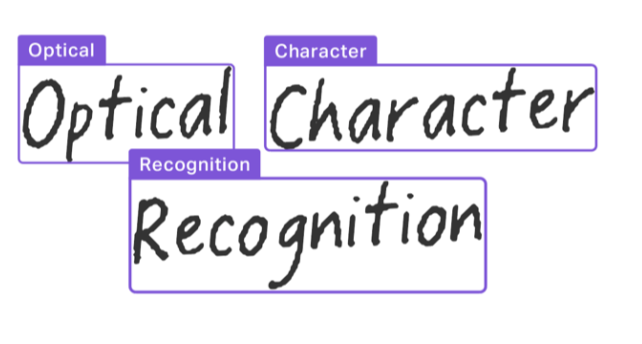 Optical Character
Optical Character
Recognition
Recognition